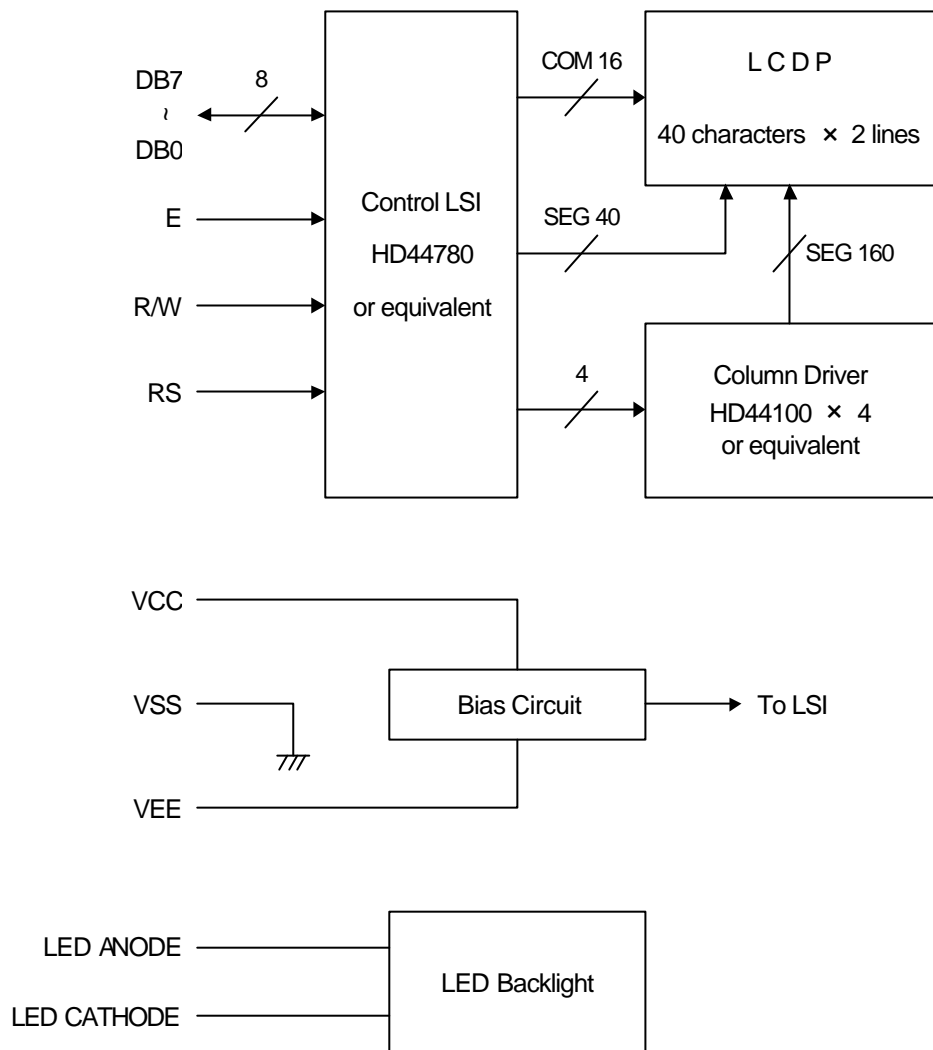 DB7
~
DB0
8
E
R/W
RS
Control LSI
HD44780
or equivalent
COM 16
SEG 40
4
L C D P
40 characters × 2 lines
SEG 160
Column Driver
HD44100 × 4
or equivalent
VCC
VSS
VEE
Bias Circuit
To LSI
LED ANODE
LED CATHODE
LED Backlight